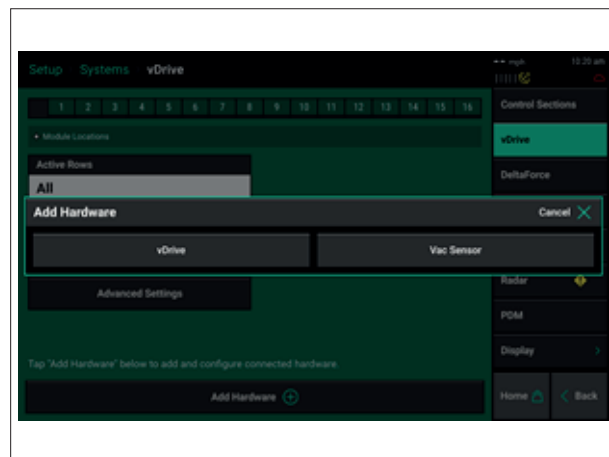 Setup Systems vDrive
-- mph 10:20 am
1 2 3 4 5 6 7 8 9 10 11 12 13 14 15 16
• Module Locations
Active Rows
All
Control Sections
vDrive
DeltaForce
Add Hardware
Cancel
vDrive
Vac Sensor
Advanced Settings
Radar
PDM
Display
Tap "Add Hardware" below to add and configure connected hardware.
Add Hardware
Home
Back